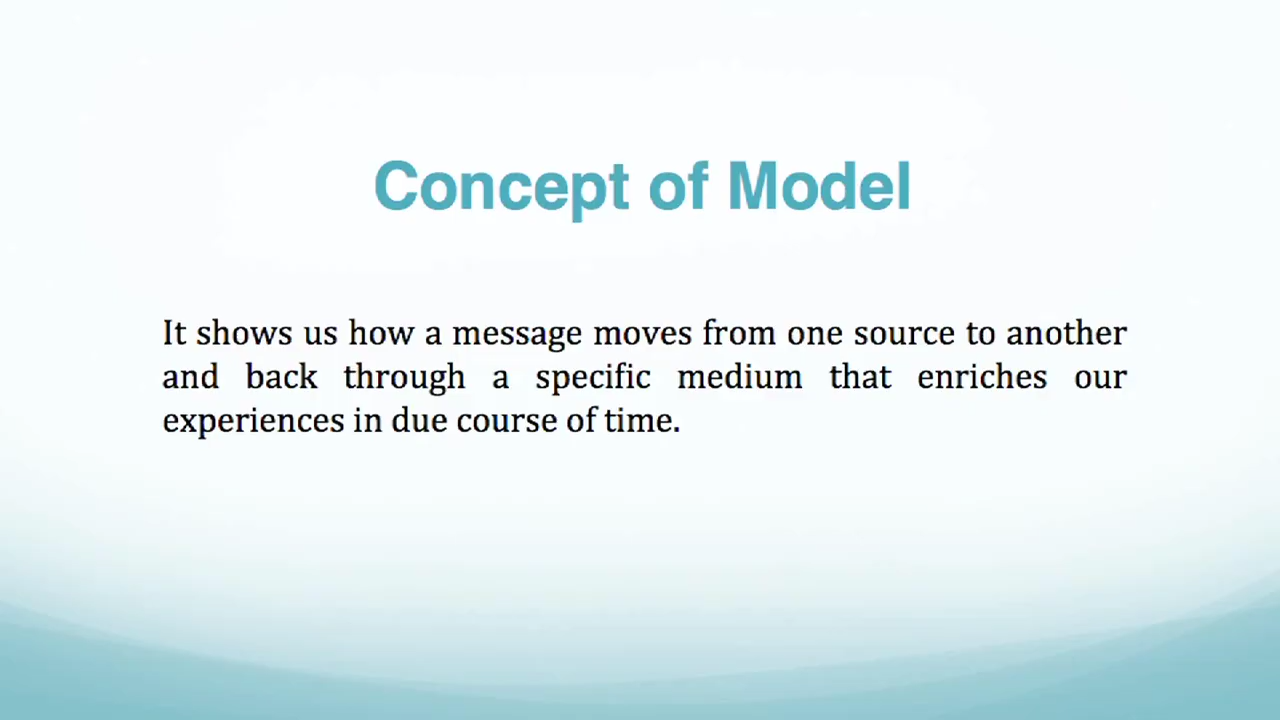 Concept of Model
It shows us how a message moves from one source to another
and back through a specific medium that enriches our
experiences in due course of time.